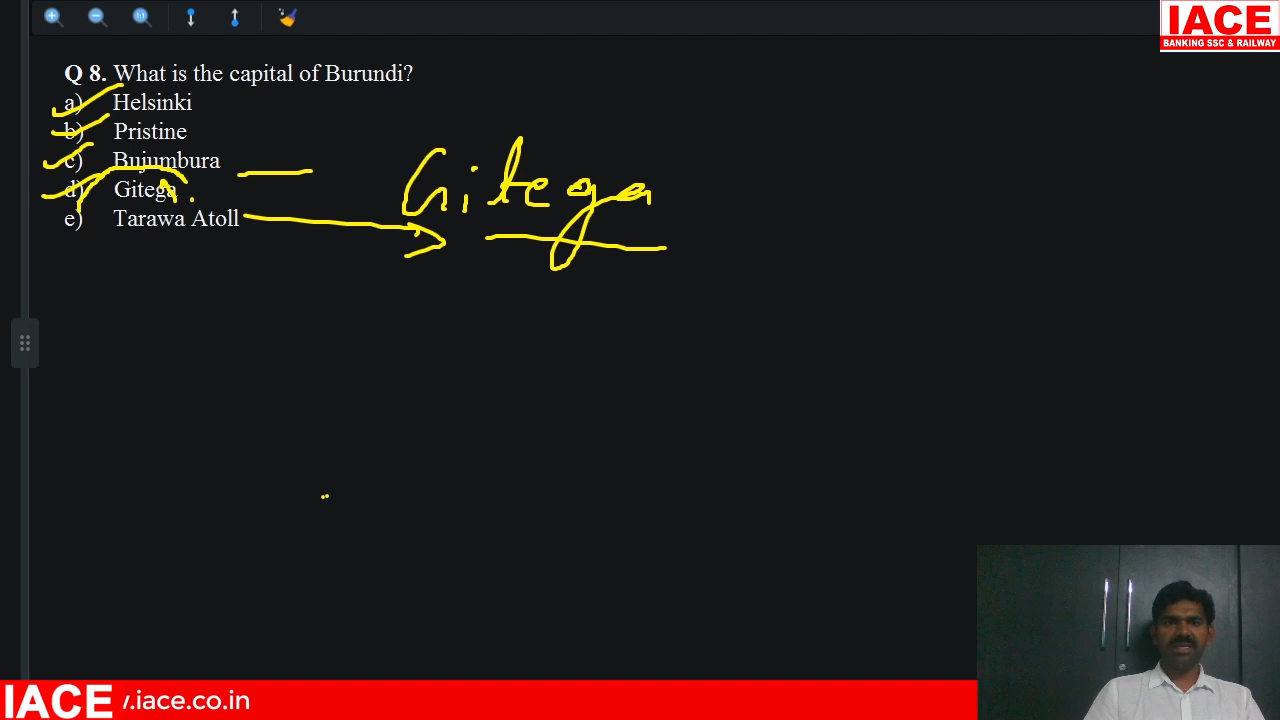 IACE
BANKING SSC & RAILWAY
Q 8. What is the capital of Burundi?
a) Helsinki
b) Pristine
c) Bujumbura
d) Gitega
e) Tarawa Atoll
Gitega
IACE
/.iace.co.in